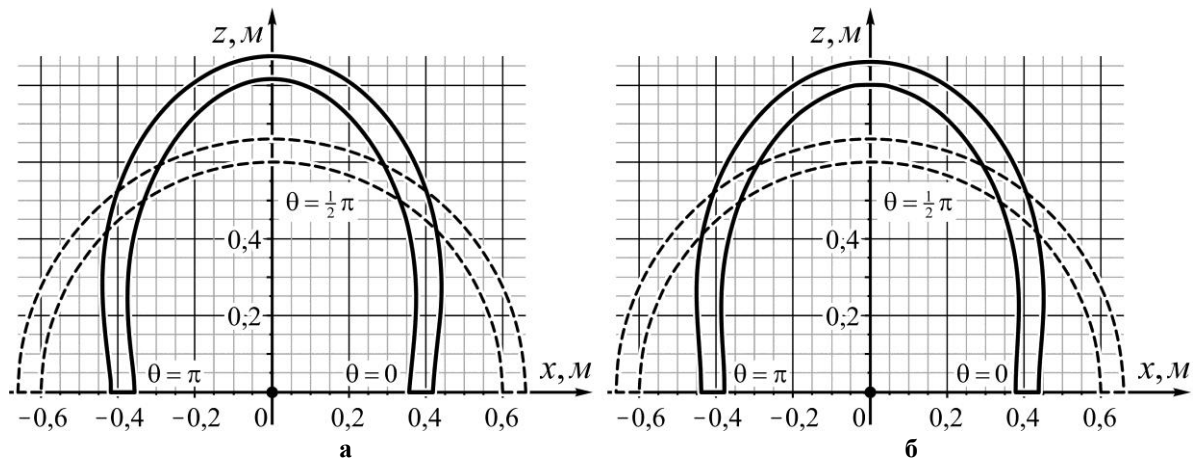 z, м
z, м
θ = ½ π
θ = ½ π
0,4
0,4
0,2
0,2
θ = π
θ = 0
x, м
θ = π
θ = 0
x, м
−0,6 −0,4 −0,2 0 0,2 0,4 0,6
−0,6 −0,4 −0,2 0 0,2 0,4 0,6
а
б